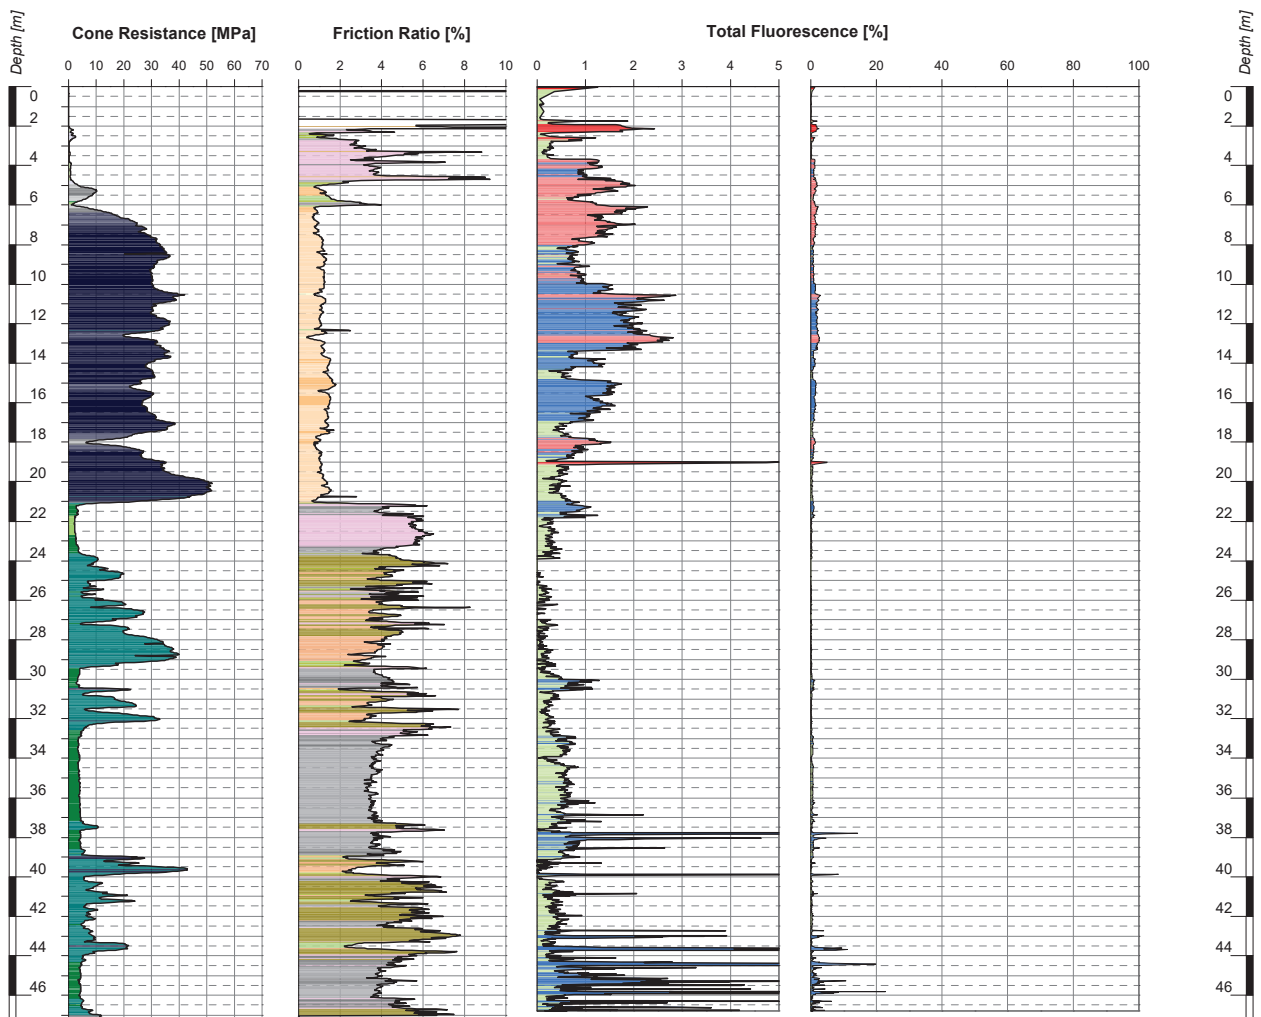 Depth [m]
Cone Resistance [MPa]
Friction Ratio [%]
Total Fluorescence [%]
Depth [m]
0 10 20 30 40 50 60 70
0 2 4 6 8 10
0 1 2 3 4 5
0 20 40 60 80 100
0 0
2 2
4 4
6 6
8 8
10 10
12 12
14 14
16 16
18 18
20 20
22 22
24 24
26 26
28 28
30 30
32 32
34 34
36 36
38 38
40 40
42 42
44 44
46 46